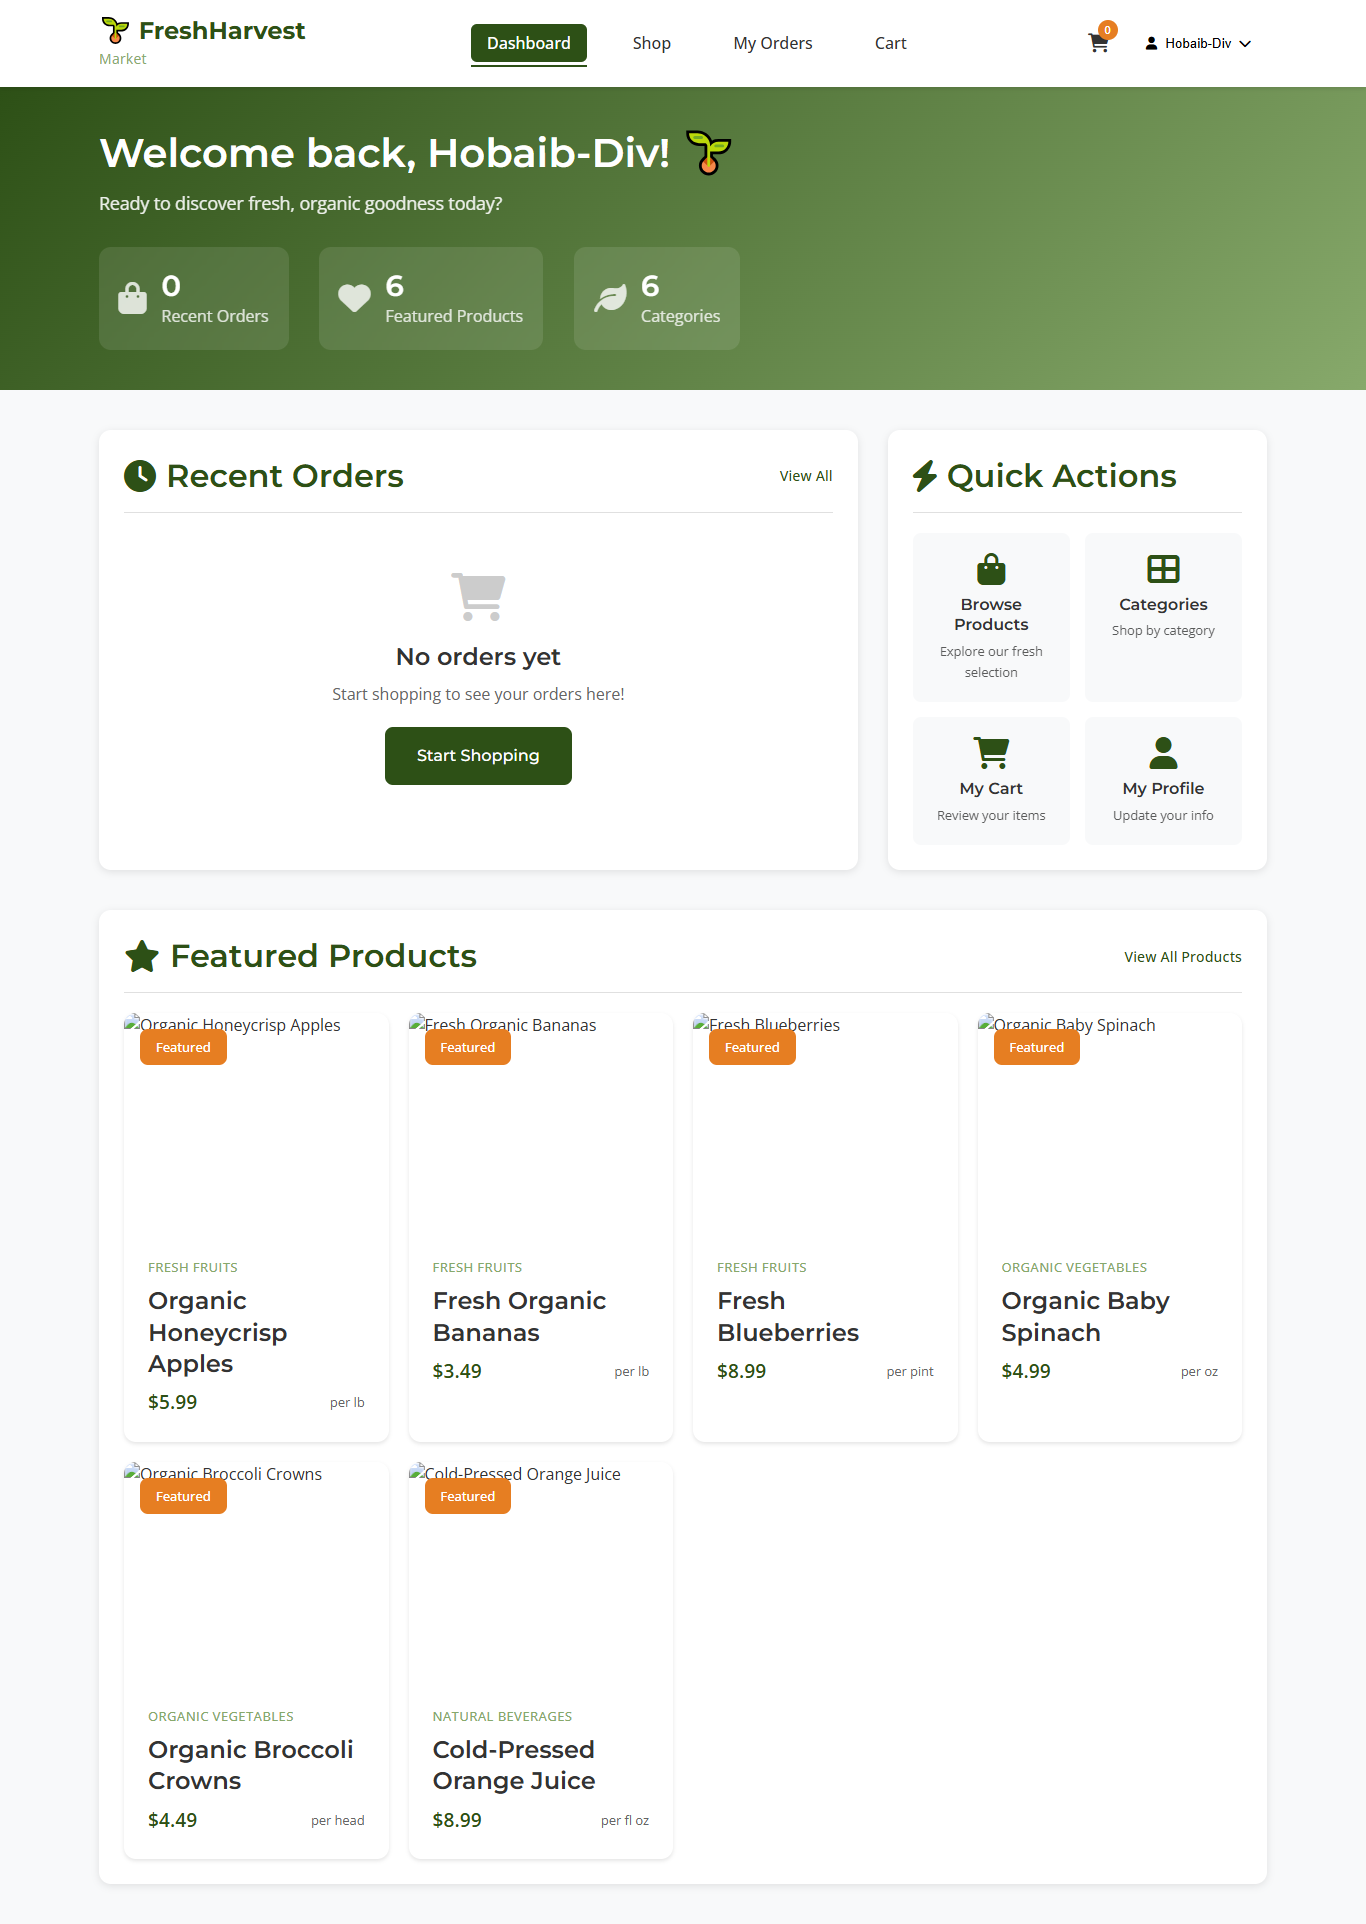 FreshHarvest
Market
Dashboard
Shop
My Orders
Cart
0
Hobaib-Div
Welcome back, Hobaib-Div!
Ready to discover fresh, organic goodness today?
0
Recent Orders
6
Featured Products
6
Categories
Recent Orders
View All
No orders yet
Start shopping to see your orders here!
Start Shopping
Quick Actions
Browse
Products
Explore our fresh
selection
Categories
Shop by category
My Cart
Review your items
My Profile
Update your info
Featured Products
View All Products
Organic Honeycrisp Apples
Featured
FRESH FRUITS
Organic
Honeycrisp
Apples
$5.99
per lb
Fresh Organic Bananas
Featured
FRESH FRUITS
Fresh Organic
Bananas
$3.49
per lb
Fresh Blueberries
Featured
FRESH FRUITS
Fresh
Blueberries
$8.99
per pint
Organic Baby Spinach
Featured
ORGANIC VEGETABLES
Organic Baby
Spinach
$4.99
per oz
Organic Broccoli Crowns
Featured
ORGANIC VEGETABLES
Organic Broccoli
Crowns
$4.49
per head
Cold-Pressed Orange Juice
Featured
NATURAL BEVERAGES
Cold-Pressed
Orange Juice
$8.99
per fl oz